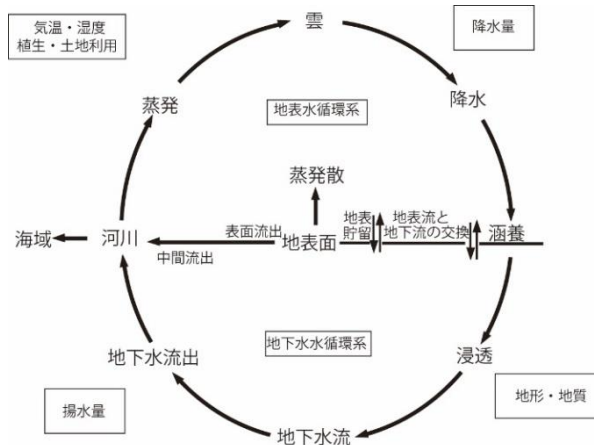 雲
気温・湿度
植生・土地利用
降水量
蒸発
地表水循環系
降水
蒸発散
海域
河川
表面流出
中間流出
地表面
地表
貯留
地表流と
地下流の交換
涵養
地下水流出
地下水水循環系
浸透
揚水量
地形・地質
地下水流